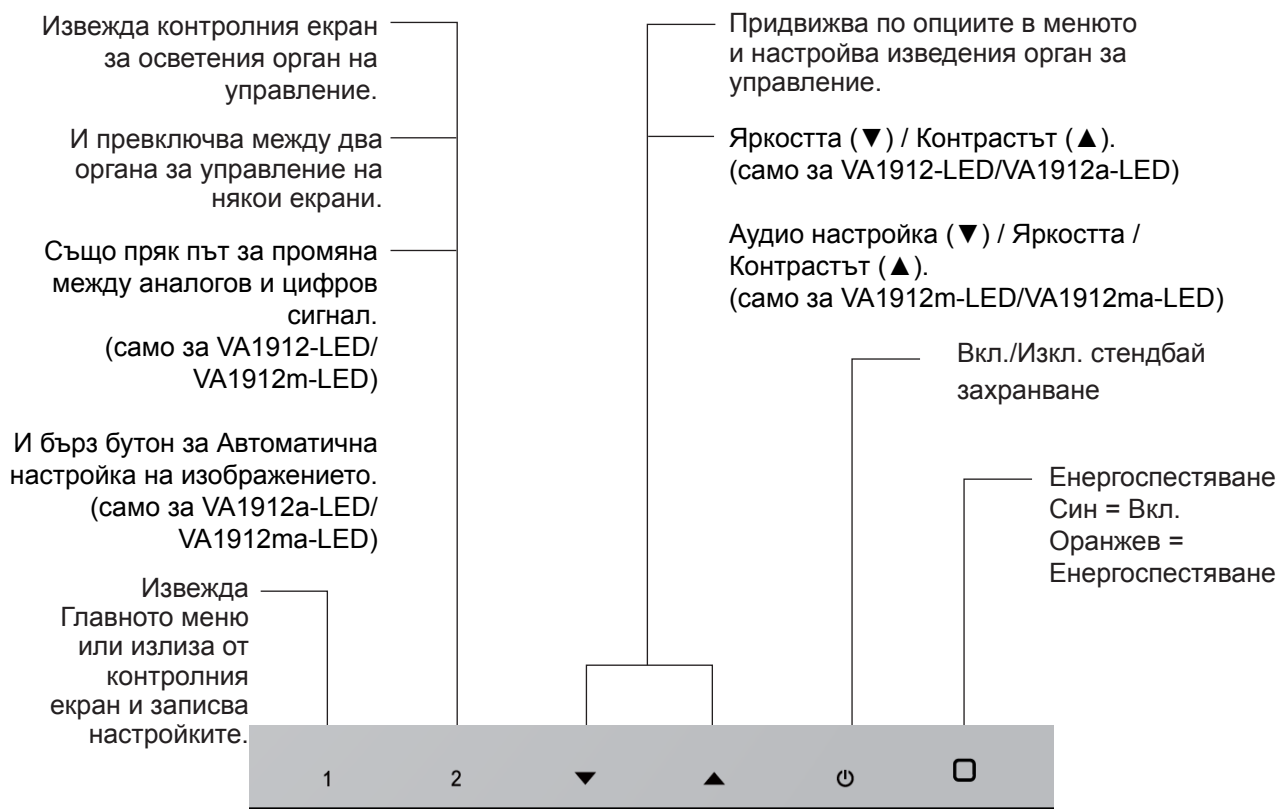 Извежда контролния екран
за осветения орган на
управление.
И превключва между два
органа за управление на
някои екрани.
Също пряк път за промяна
между аналогов и цифров
сигнал.
(само за VA1912-LED/
VA1912m-LED)
И бърз бутон за Автоматична
настройка на изображението.
(само за VA1912a-LED/
VA1912ma-LED)
Извежда
Главното меню
или излиза от
контролния
екран и записва
настройките.
Придвижва по опциите в менюто
и настройва изведения орган за
управление.
Яркостта (▼) / Контрастът (▲).
(само за VA1912-LED/VA1912a-LED)
Аудио настройка (▼) / Яркостта /
Контрастът (▲).
(само за VA1912m-LED/VA1912ma-LED)
Вкл./Изкл. стендбай
захранване
Енергоспестяване
Син = Вкл.
Оранжев =
Енергоспестяване
1 2 ▼ ▲ ⏻ ▢